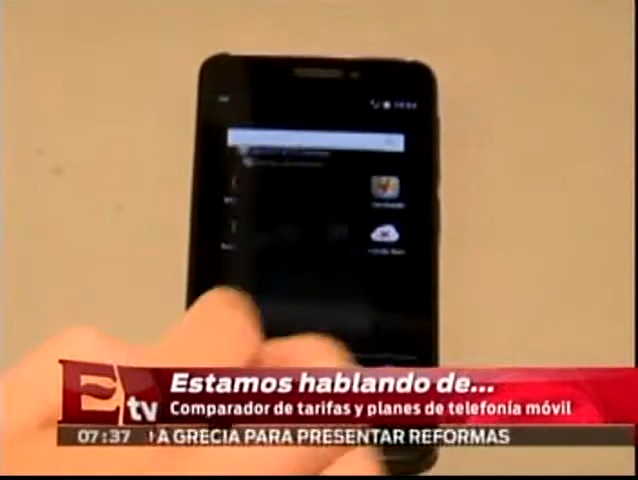 Estamos hablando de...
tv
Comparador de tarifas y planes de telefonía móvil
07:37
A GRECIA PARA PRESENTAR REFORMAS